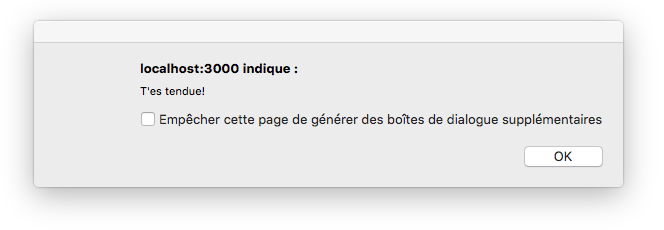 localhost:3000 indique :
T'es tendue!
Empêcher cette page de générer des boîtes de dialogue supplémentaires
OK